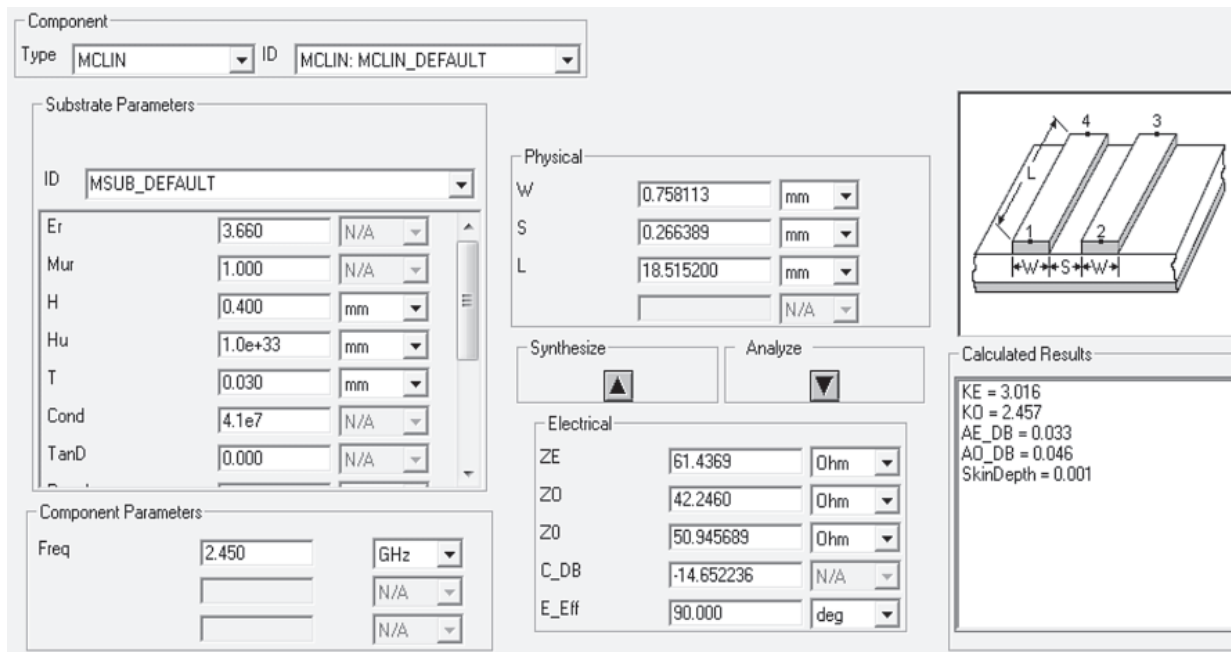 Component
Type MCLIN ID MCLIN: MCLIN_DEFAULT
Substrate Parameters
ID MSUB_DEFAULT
Er 3.660 N/A
Mur 1.000 N/A
H 0.400 mm
Hu 1.0e+33 mm
T 0.030 mm
Cond 4.1e7 N/A
TanD 0.000 N/A
Component Parameters
Freq 2.450 GHz
N/A
N/A
Physical
W 0.758113 mm
S 0.266389 mm
L 18.515200 mm
N/A
Synthesize Analyze
Electrical
ZE 61.4369 Ohm
ZO 42.2460 Ohm
Z0 50.945689 Ohm
C_DB -14.652236 N/A
E_Eff 90.000 deg
4 3
L
1 2
W S W
Calculated Results
KE = 3.016
KO = 2.457
AE_DB = 0.033
AO_DB = 0.046
SkinDepth = 0.001